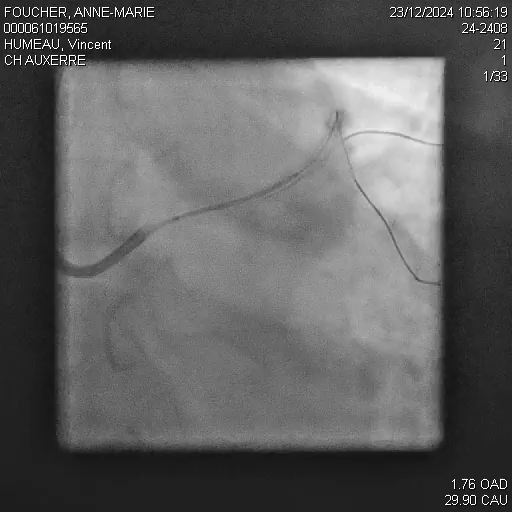 FOUCHER, ANNE-MARIE
000061019565
HUMEAU, Vincent
CH AUXERRE
23/12/2024 10:56:19
24-2408
21
1
1/33
1.76 OAD
29.90 CAU